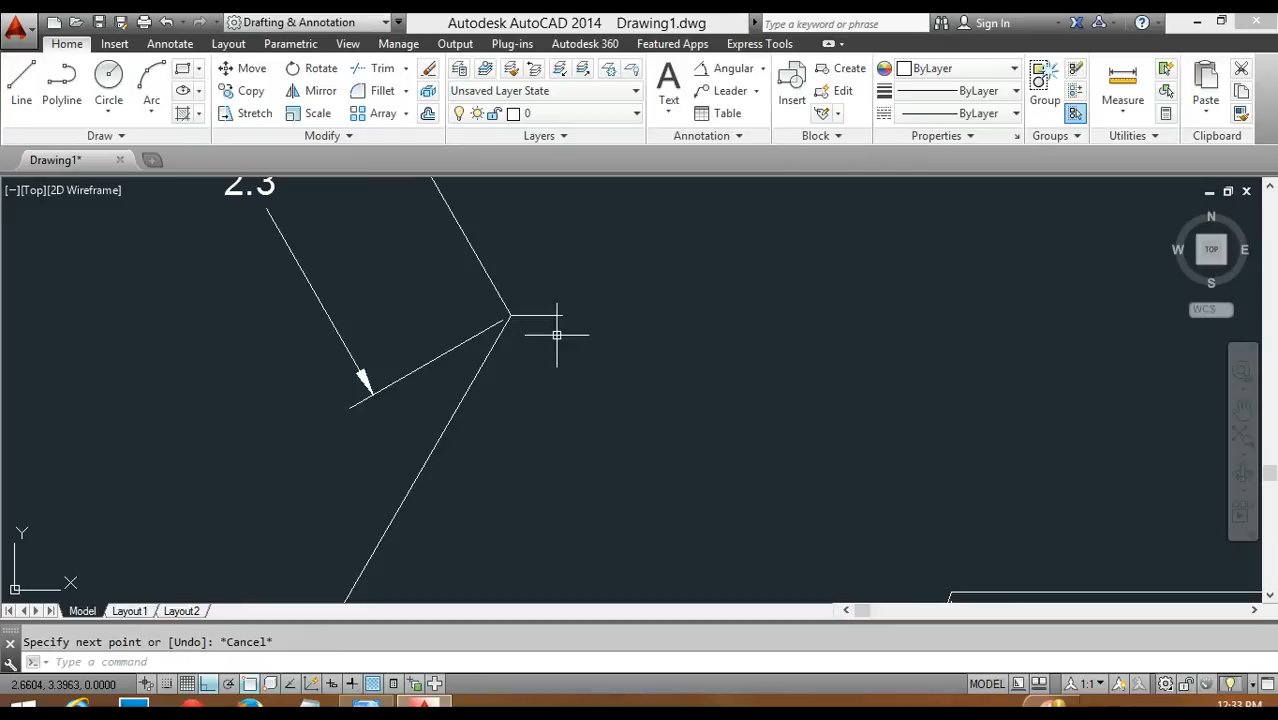 Drafting & Annotation
Autodesk AutoCAD 2014 Drawing1.dwg
Type a keyword or phrase
Sign In
Home Insert Annotate Layout Parametric View Manage Output Plug-ins Autodesk 360 Featured Apps Express Tools
Line
Polyline
Circle
Arc
Move
Rotate
Trim
Copy
Mirror
Fillet
Stretch
Scale
Array
Unsaved Layer State
0
Text
Angular
Leader
Table
Insert
Create
Edit
ByLayer
ByLayer
ByLayer
Group
Measure
Paste
Draw Modify Layers Annotation Block Properties Groups Utilities Clipboard
Drawing1*
[−][Top][2D Wireframe]
2.3
N
W TOP E
S
WCS
Y
X
Model Layout1 Layout2
Specify next point or [Undo]: *Cancel*
Type a command
2.6604, 3.3963, 0.0000
MODEL
1:1
12:33 PM